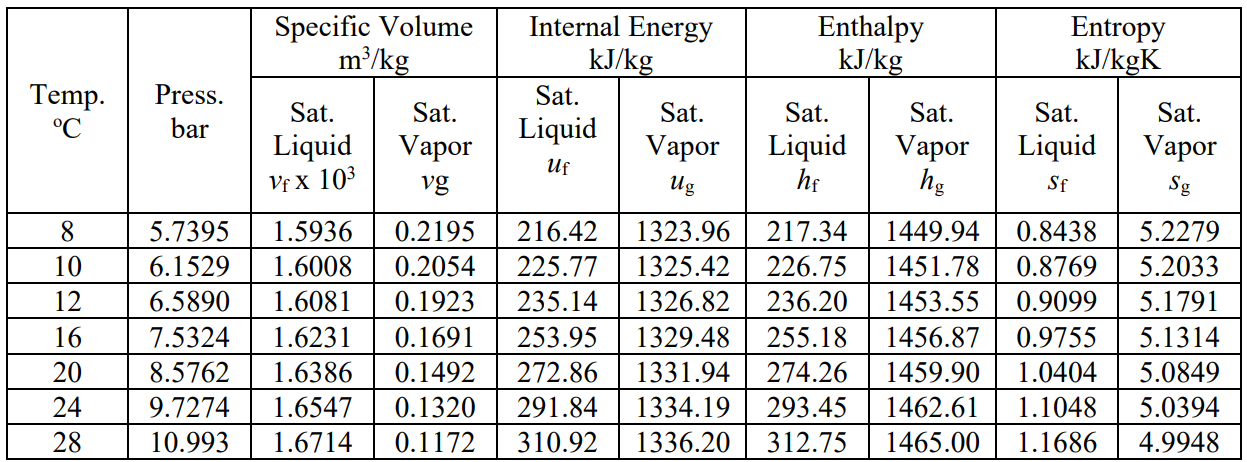 Temp. ºC | Press. bar | Specific Volume m³/kg | Internal Energy kJ/kg | Enthalpy kJ/kg | Entropy kJ/kgK
Sat. Liquid vf x 10³ | Sat. Vapor vg | Sat. Liquid uf | Sat. Vapor ug | Sat. Liquid hf | Sat. Vapor hg | Sat. Liquid sf | Sat. Vapor sg
8 | 5.7395 | 1.5936 | 0.2195 | 216.42 | 1323.96 | 217.34 | 1449.94 | 0.8438 | 5.2279
10 | 6.1529 | 1.6008 | 0.2054 | 225.77 | 1325.42 | 226.75 | 1451.78 | 0.8769 | 5.2033
12 | 6.5890 | 1.6081 | 0.1923 | 235.14 | 1326.82 | 236.20 | 1453.55 | 0.9099 | 5.1791
16 | 7.5324 | 1.6231 | 0.1691 | 253.95 | 1329.48 | 255.18 | 1456.87 | 0.9755 | 5.1314
20 | 8.5762 | 1.6386 | 0.1492 | 272.86 | 1331.94 | 274.26 | 1459.90 | 1.0404 | 5.0849
24 | 9.7274 | 1.6547 | 0.1320 | 291.84 | 1334.19 | 293.45 | 1462.61 | 1.1048 | 5.0394
28 | 10.993 | 1.6714 | 0.1172 | 310.92 | 1336.20 | 312.75 | 1465.00 | 1.1686 | 4.9948